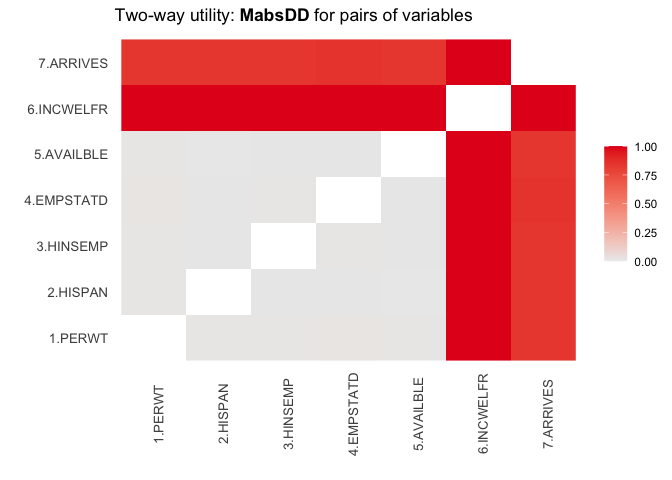 Two-way utility: MabsDD for pairs of variables
7.ARRIVES
6.INCWELFR
5.AVAILBLE
4.EMPSTATD
3.HINSEMP
2.HISPAN
1.PERWT
1.00
0.75
0.50
0.25
0.00
1.PERWT
2.HISPAN
3.HINSEMP
4.EMPSTATD
5.AVAILBLE
6.INCWELFR
7.ARRIVES